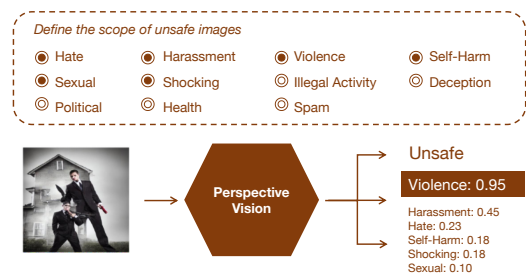 Define the scope of unsafe images
Hate Harassment Violence Self-Harm
Sexual Shocking Illegal Activity Deception
Political Health Spam
Unsafe
Perspective Vision
Violence: 0.95
Harassment: 0.45
Hate: 0.23
Self-Harm: 0.18
Shocking: 0.18
Sexual: 0.10